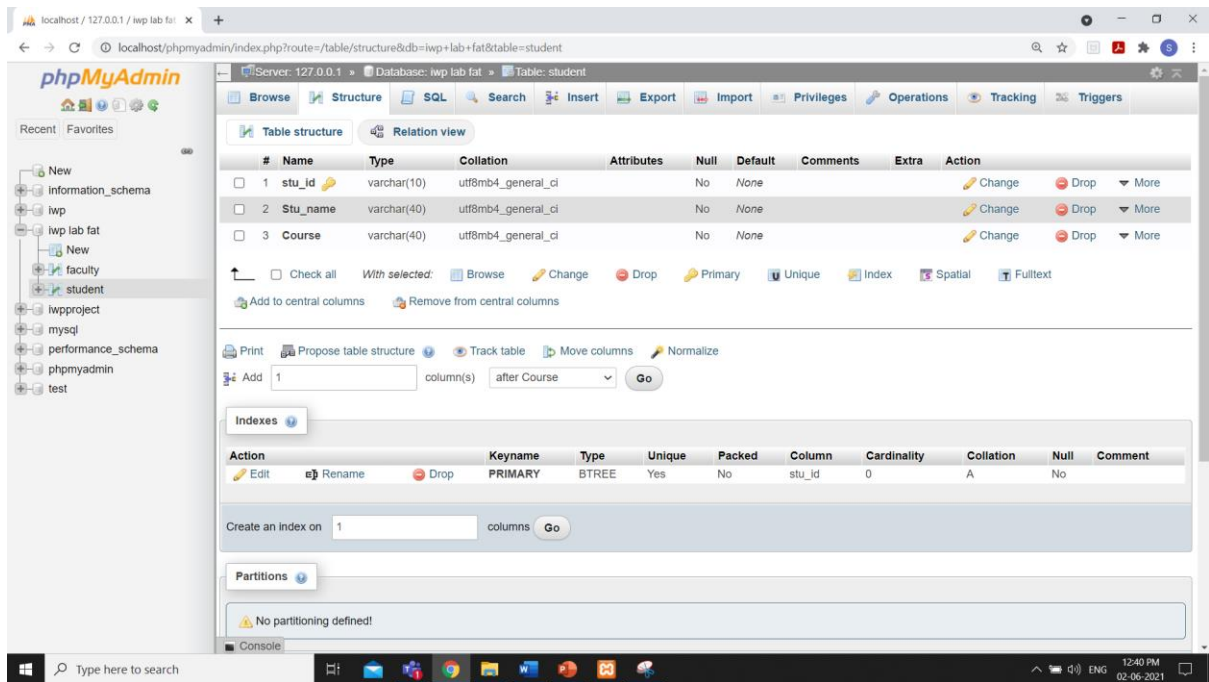 localhost / 127.0.0.1 / iwp lab fat
localhost/phpmyadmin/index.php?route=/table/structure&db=iwp+lab+fat&table=student
S
phpMyAdmin
Recent Favorites
New
information_schema
iwp
iwp lab fat
New
faculty
student
iwpproject
mysql
performance_schema
phpmyadmin
test
Server: 127.0.0.1 » Database: iwp lab fat » Table: student
Browse Structure SQL Search Insert Export Import Privileges Operations Tracking Triggers
Table structure Relation view
# Name Type Collation Attributes Null Default Comments Extra Action
1 stu_id varchar(10) utf8mb4_general_ci No None Change Drop More
2 Stu_name varchar(40) utf8mb4_general_ci No None Change Drop More
3 Course varchar(40) utf8mb4_general_ci No None Change Drop More
Check all With selected: Browse Change Drop Primary Unique Index Spatial Fulltext
Add to central columns Remove from central columns
Print Propose table structure Track table Move columns Normalize
Add 1 column(s) after Course Go
Indexes
Action Keyname Type Unique Packed Column Cardinality Collation Null Comment
Edit Rename Drop PRIMARY BTREE Yes No stu_id 0 A No
Create an index on 1 columns Go
Partitions
No partitioning defined!
Console
Type here to search
ENG
12:40 PM
02-06-2021